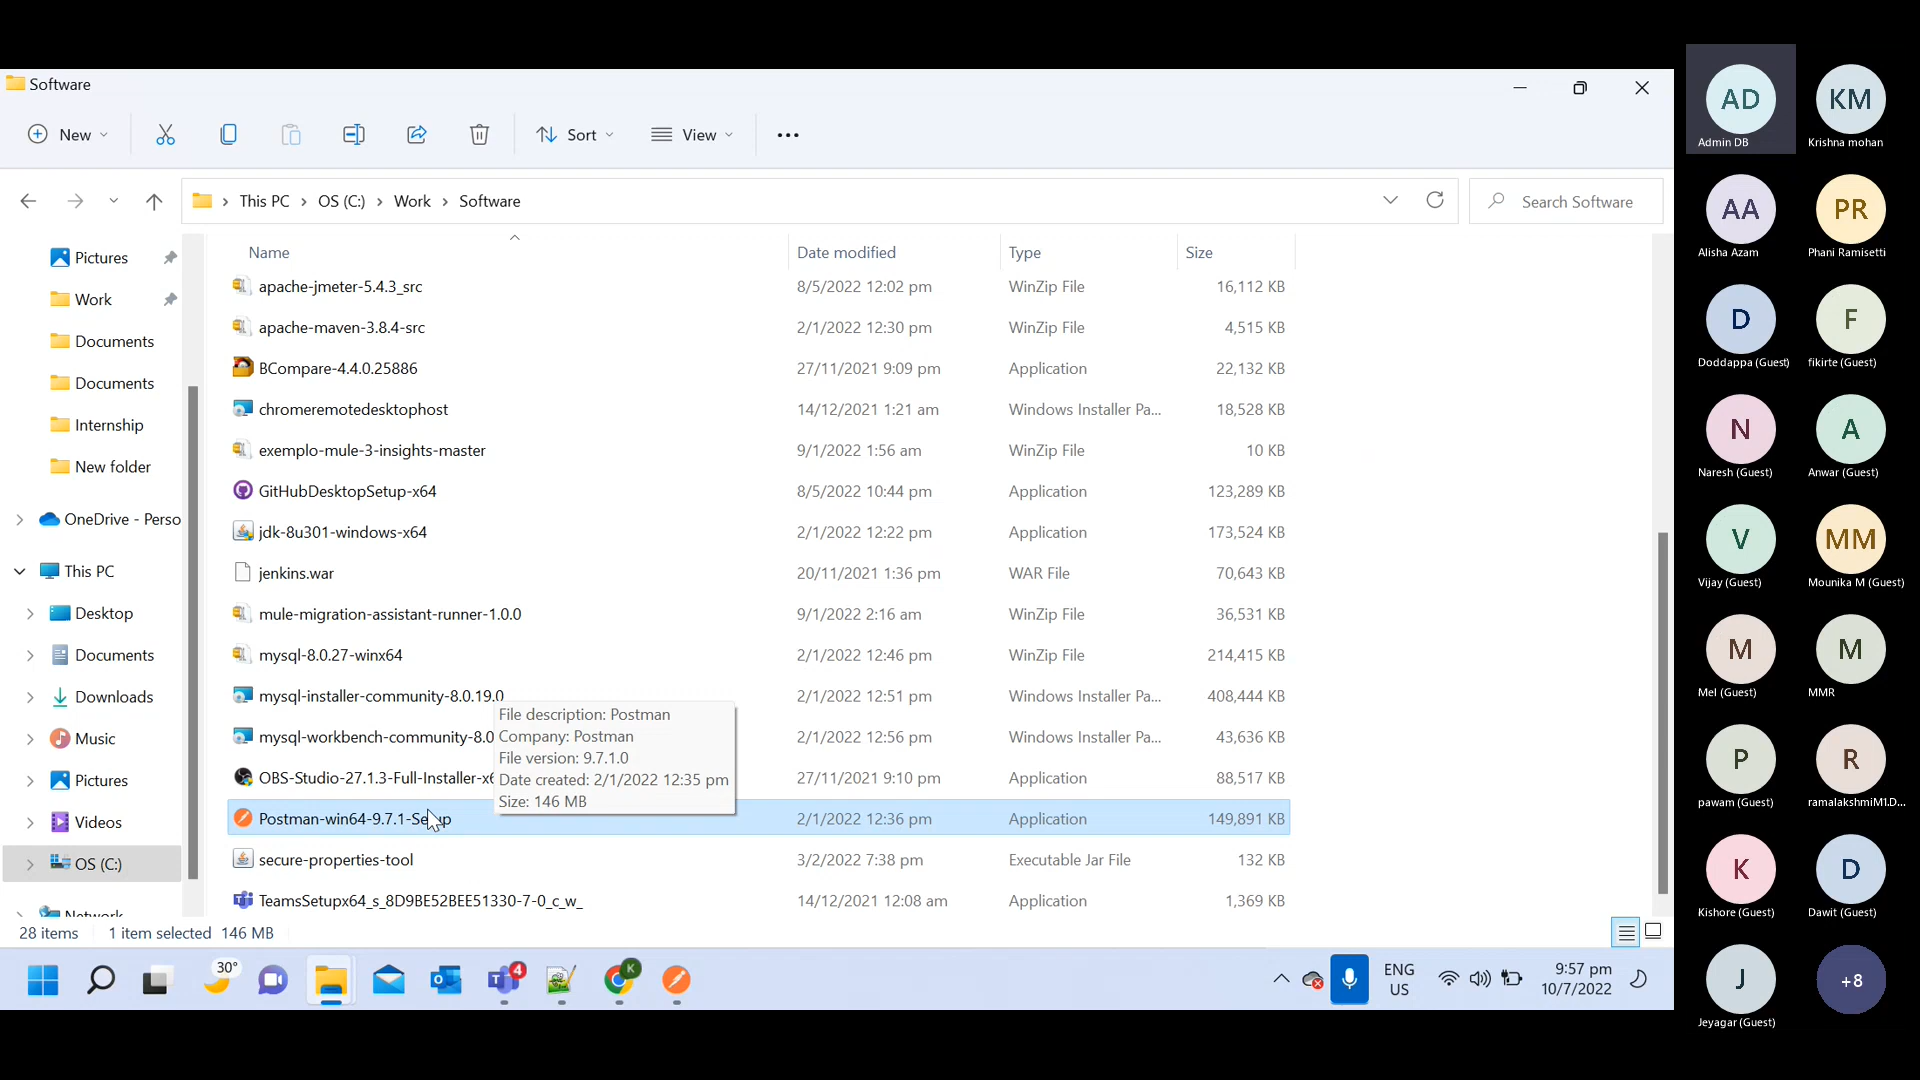 Software
New
Sort
View
This PC
OS (C:)
Work
Software
Search Software
Pictures
Work
Documents
Documents
Internship
New folder
OneDrive - Perso
This PC
Desktop
Documents
Downloads
Music
Pictures
Videos
OS (C:)
Network
Name Date modified Type Size
apache-jmeter-5.4.3_src 8/5/2022 12:02 pm WinZip File 16,112 KB
apache-maven-3.8.4-src 2/1/2022 12:30 pm WinZip File 4,515 KB
BCompare-4.4.0.25886 27/11/2021 9:09 pm Application 22,132 KB
chromeremotedesktophost 14/12/2021 1:21 am Windows Installer Pa... 18,528 KB
exemplo-mule-3-insights-master 9/1/2022 1:56 am WinZip File 10 KB
GitHubDesktopSetup-x64 8/5/2022 10:44 pm Application 123,289 KB
jdk-8u301-windows-x64 2/1/2022 12:22 pm Application 173,524 KB
jenkins.war 20/11/2021 1:36 pm WAR File 70,643 KB
mule-migration-assistant-runner-1.0.0 9/1/2022 2:16 am WinZip File 36,531 KB
mysql-8.0.27-winx64 2/1/2022 12:46 pm WinZip File 214,415 KB
mysql-installer-community-8.0.19.0 2/1/2022 12:51 pm Windows Installer Pa... 408,444 KB
mysql-workbench-community-8.0 2/1/2022 12:56 pm Windows Installer Pa... 43,636 KB
OBS-Studio-27.1.3-Full-Installer-x6 27/11/2021 9:10 pm Application 88,517 KB
Postman-win64-9.7.1-Setup 2/1/2022 12:36 pm Application 149,891 KB
secure-properties-tool 3/2/2022 7:38 pm Executable Jar File 132 KB
TeamsSetupx64_s_8D9BE52BEE51330-7-0_c_w_ 14/12/2021 12:08 am Application 1,369 KB
File description: Postman
Company: Postman
File version: 9.7.1.0
Date created: 2/1/2022 12:35 pm
Size: 146 MB
28 items 1 item selected 146 MB
30°
4
K
ENG
US
9:57 pm
10/7/2022
AD KM
Admin DB Krishna mohan
AA PR
Alisha Azam Phani Ramisetti
D F
Doddappa (Guest) fikirte (Guest)
N A
Naresh (Guest) Anwar (Guest)
V MM
Vijay (Guest) Mounika M (Guest)
M M
Mel (Guest) MMR
P R
pawam (Guest) ramalakshmiM1.D...
K D
Kishore (Guest) Dawit (Guest)
J +8
Jeyagar (Guest)